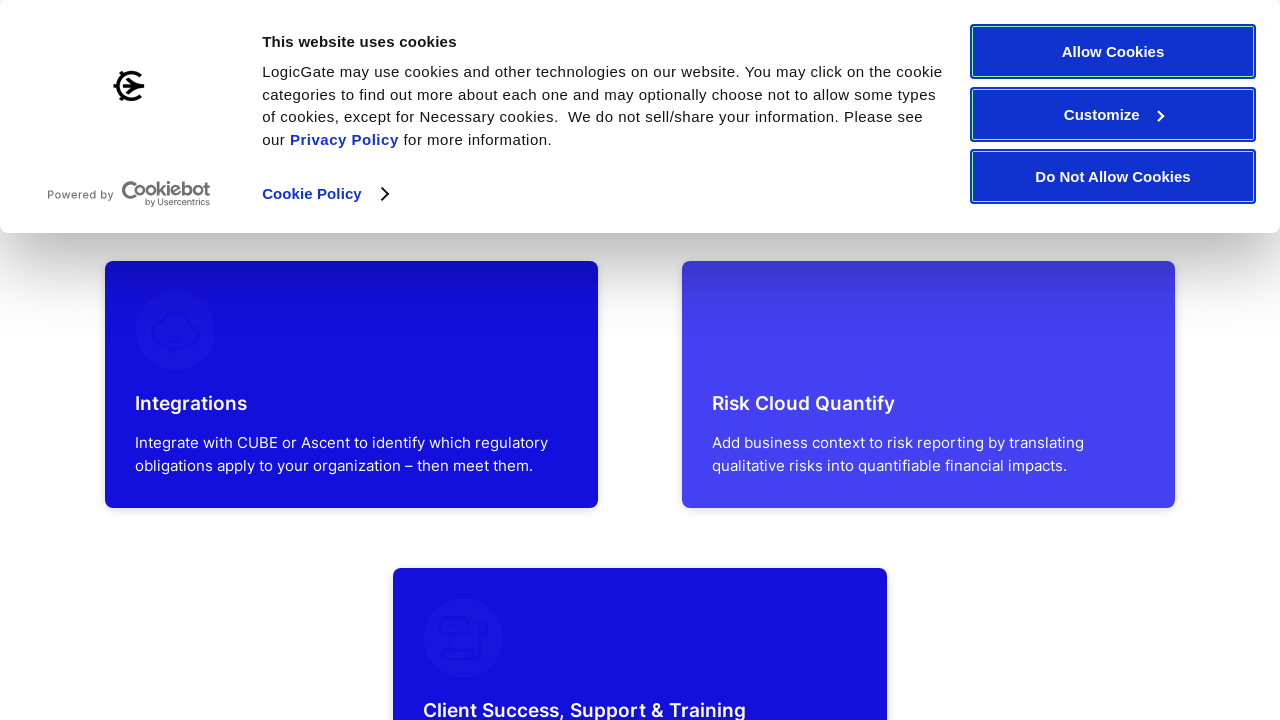 This website uses cookies
LogicGate may use cookies and other technologies on our website. You may click on the cookie
categories to find out more about each one and may optionally choose not to allow some types
of cookies, except for Necessary cookies.  We do not sell/share your information. Please see
our Privacy Policy for more information.
Cookie Policy
Powered by Cookiebot
by Usercentrics
Allow Cookies
Customize
Do Not Allow Cookies
Integrations
Integrate with CUBE or Ascent to identify which regulatory
obligations apply to your organization – then meet them.
Risk Cloud Quantify
Add business context to risk reporting by translating
qualitative risks into quantifiable financial impacts.
Client Success, Support & Training